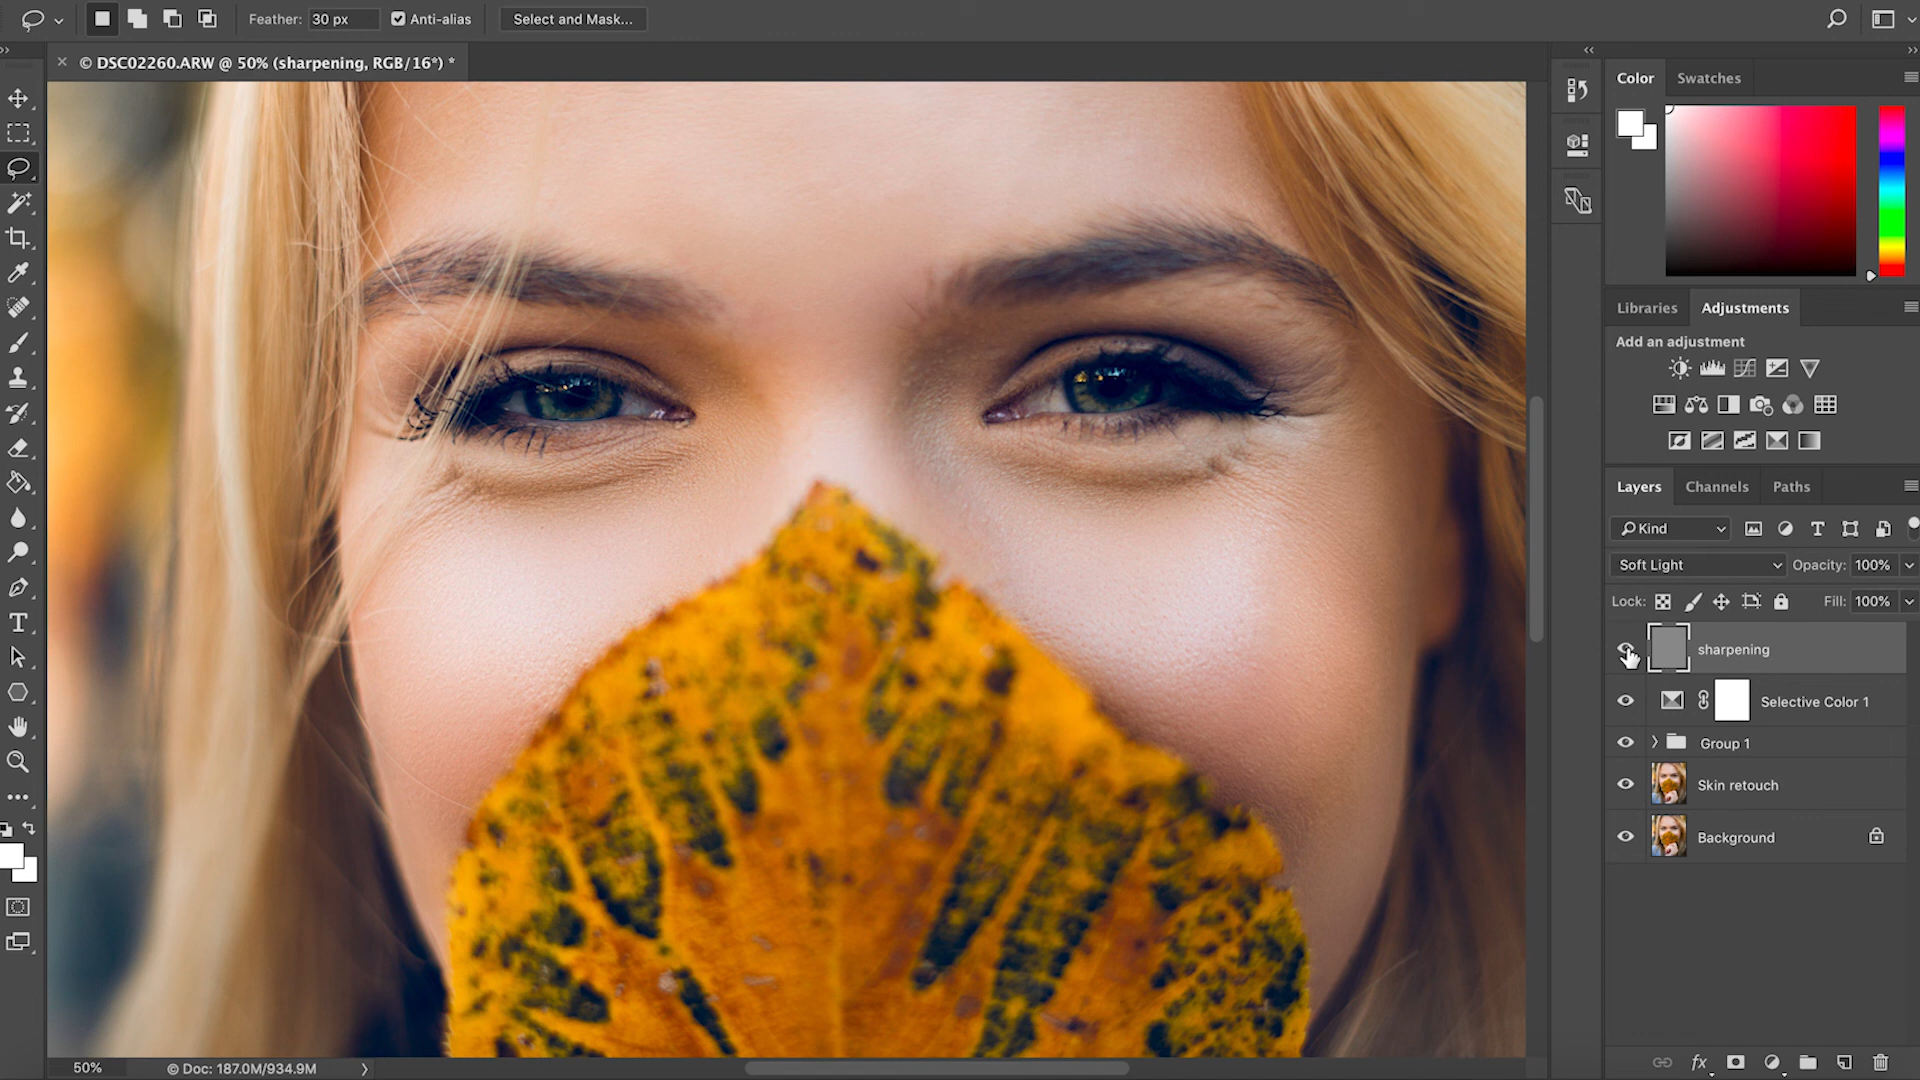 Feather: 30 px Anti-alias Select and Mask...
× © DSC02260.ARW @ 50% (sharpening, RGB/16*) *
Color Swatches
Libraries Adjustments
Add an adjustment
Layers Channels Paths
Kind
Soft Light Opacity: 100%
Lock: Fill: 100%
sharpening
Selective Color 1
Group 1
Skin retouch
Background
50% © Doc: 187.0M/934.9M
fx